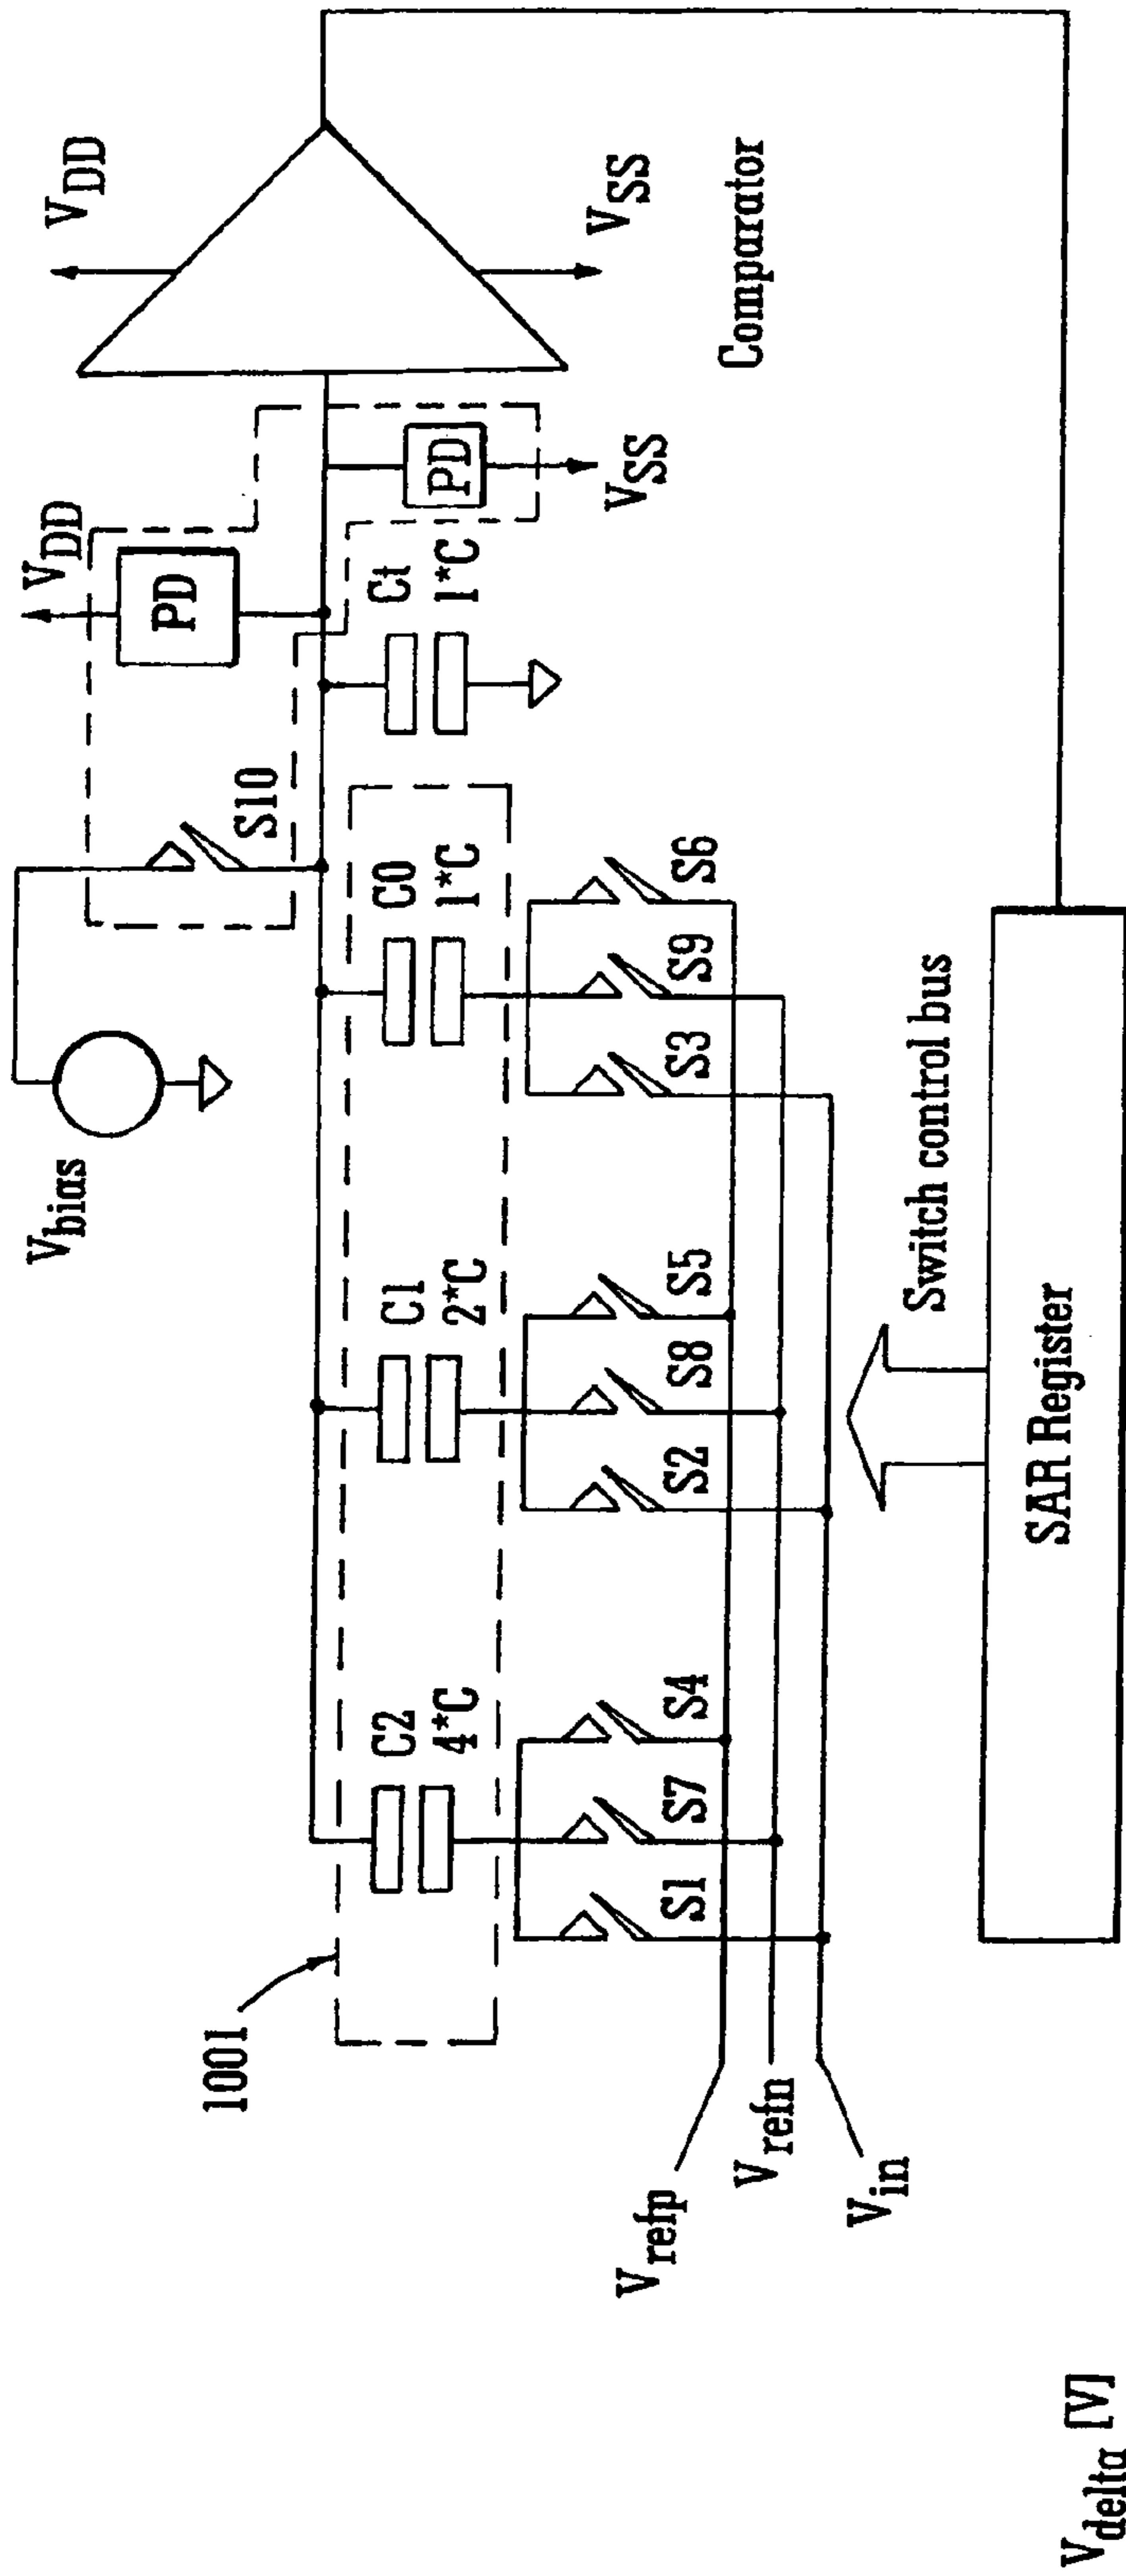 V_bias
V_DD
V_DD
PD
S10
PD
V_SS
V_SS
Comparator
1001
C2
4*C
C1
2*C
C0
1*C
Ct
1*C
S1
S7
S4
S2
S8
S5
S3
S9
S6
V_refp
V_refn
V_in
Switch control bus
SAR Register
V_delta [V]